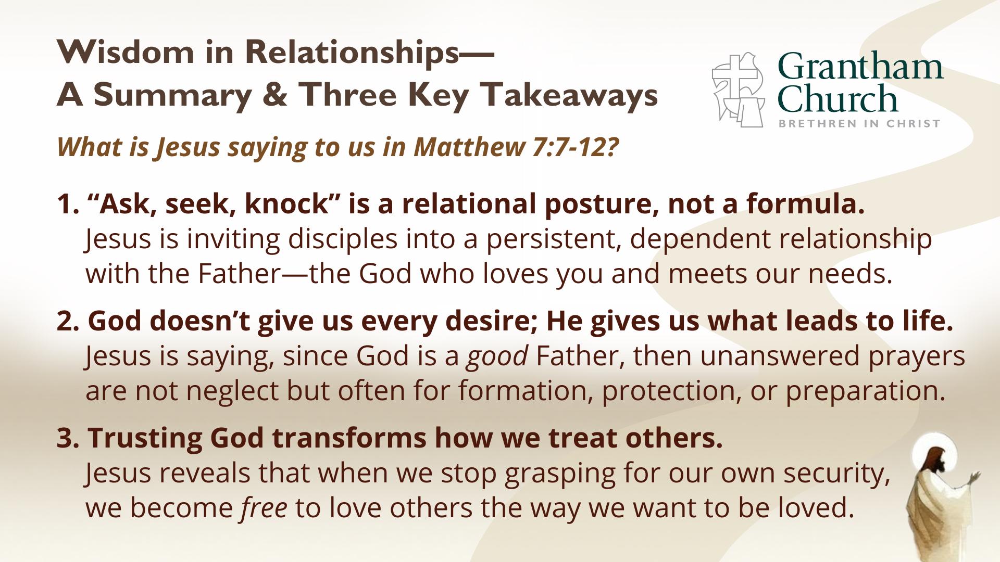 Wisdom in Relationships—
A Summary & Three Key Takeaways
Grantham
Church
BRETHREN IN CHRIST
What is Jesus saying to us in Matthew 7:7-12?
1. “Ask, seek, knock” is a relational posture, not a formula.
Jesus is inviting disciples into a persistent, dependent relationship
with the Father—the God who loves you and meets our needs.
2. God doesn’t give us every desire; He gives us what leads to life.
Jesus is saying, since God is a good Father, then unanswered prayers
are not neglect but often for formation, protection, or preparation.
3. Trusting God transforms how we treat others.
Jesus reveals that when we stop grasping for our own security,
we become free to love others the way we want to be loved.